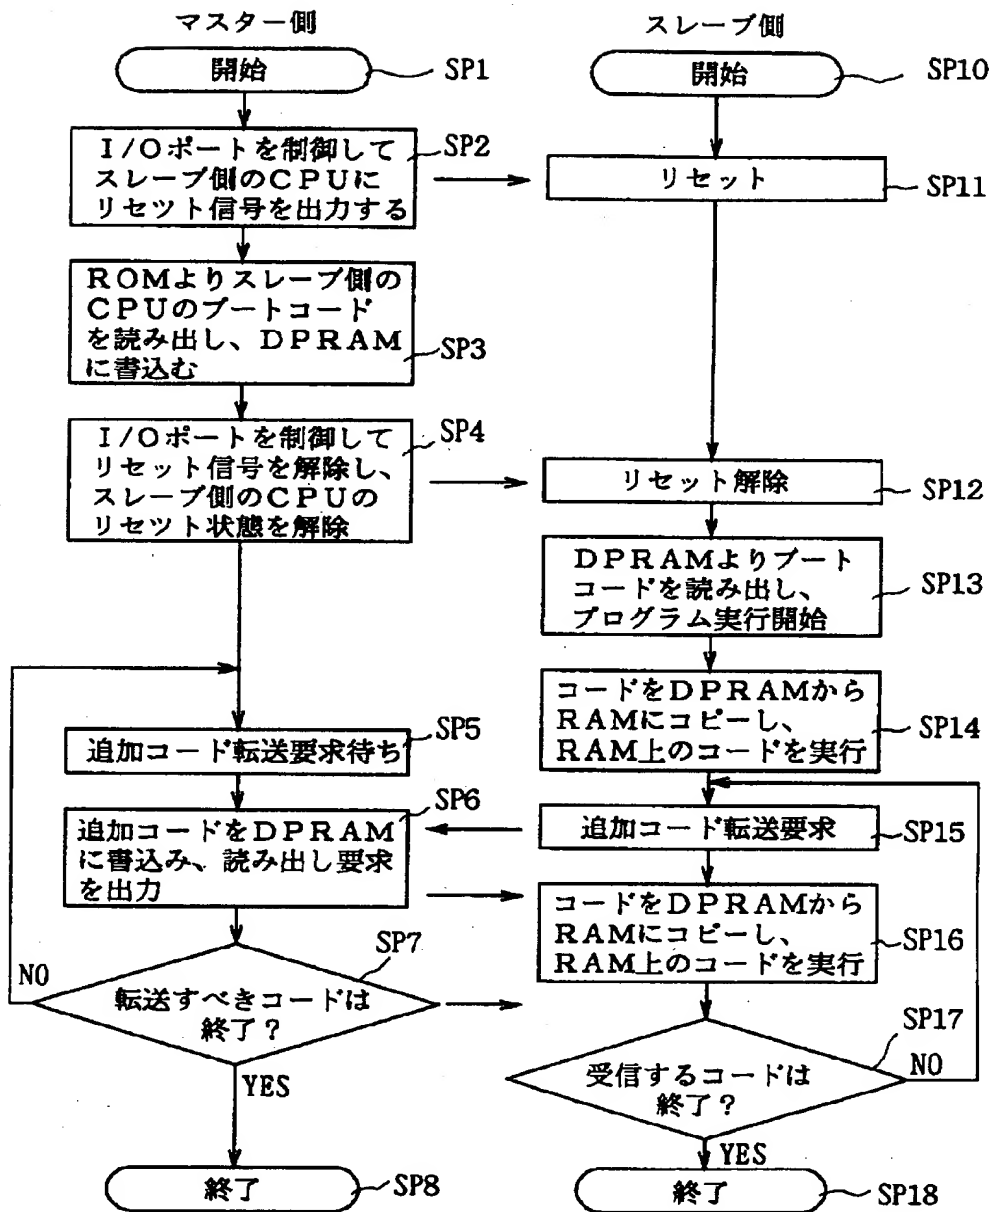 マスター側
開始
SP1
I/Oポートを制御して
スレーブ側のCPUに
リセット信号を出力する
SP2
ROMよりスレーブ側の
CPUのブートコード
を読み出し、DPRAM
に書込む
SP3
I/Oポートを制御して
リセット信号を解除し、
スレーブ側のCPUの
リセット状態を解除
SP4
追加コード転送要求待ち
SP5
追加コードをDPRAM
に書込み、読み出し要求
を出力
SP6
転送すべきコードは
終了?
SP7
NO
YES
終了
SP8
スレーブ側
開始
SP10
リセット
SP11
リセット解除
SP12
DPRAMよりブート
コードを読み出し、
プログラム実行開始
SP13
コードをDPRAMから
RAMにコピーし、
RAM上のコードを実行
SP14
追加コード転送要求
SP15
コードをDPRAMから
RAMにコピーし、
RAM上のコードを実行
SP16
受信するコードは
終了?
SP17
NO
YES
終了
SP18